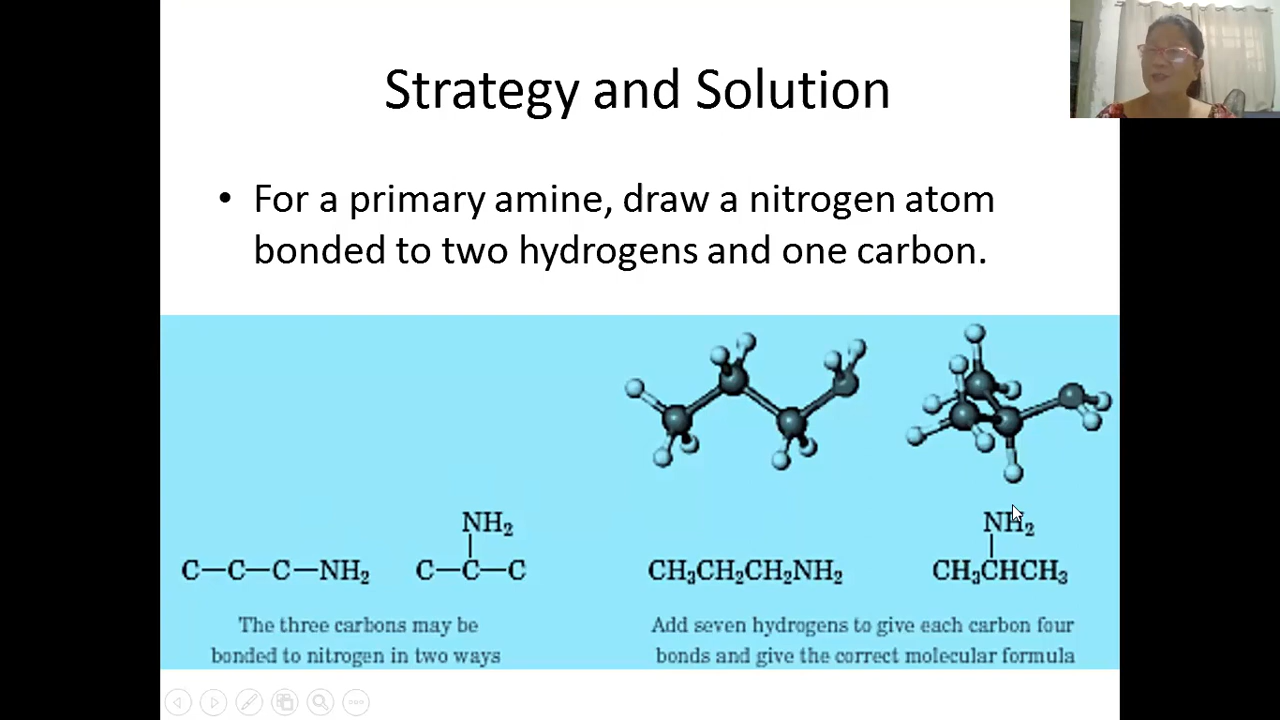 Strategy and Solution
• For a primary amine, draw a nitrogen atom
bonded to two hydrogens and one carbon.
C—C—C—NH₂
NH₂
C—C—C
The three carbons may be
bonded to nitrogen in two ways
CH₃CH₂CH₂NH₂
NH₂
CH₃CHCH₃
Add seven hydrogens to give each carbon four
bonds and give the correct molecular formula